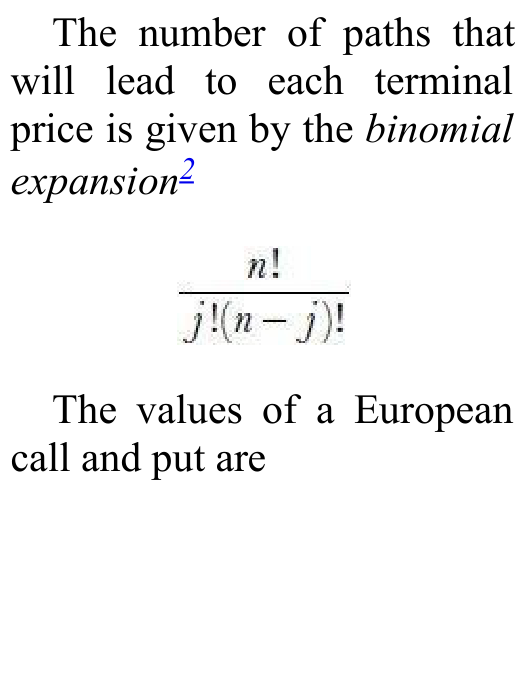 The number of paths that
will lead to each terminal
price is given by the binomial
expansion2
n!
j!(n – j)!
The values of a European
call and put are